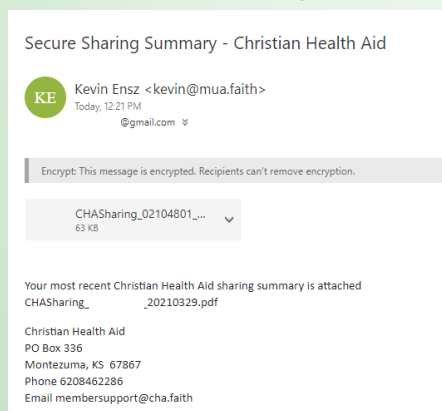 Secure Sharing Summary - Christian Health Aid
KE
Kevin Ensz <kevin@mua.faith>
Today, 12:21 PM
@gmail.com
Encrypt: This message is encrypted. Recipients can't remove encryption.
CHASharing_02104801_...
63 KB
Your most recent Christian Health Aid sharing summary is attached
CHASharing_ _20210329.pdf
Christian Health Aid
PO Box 336
Montezuma, KS 67867
Phone 6208462286
Email membersupport@cha.faith